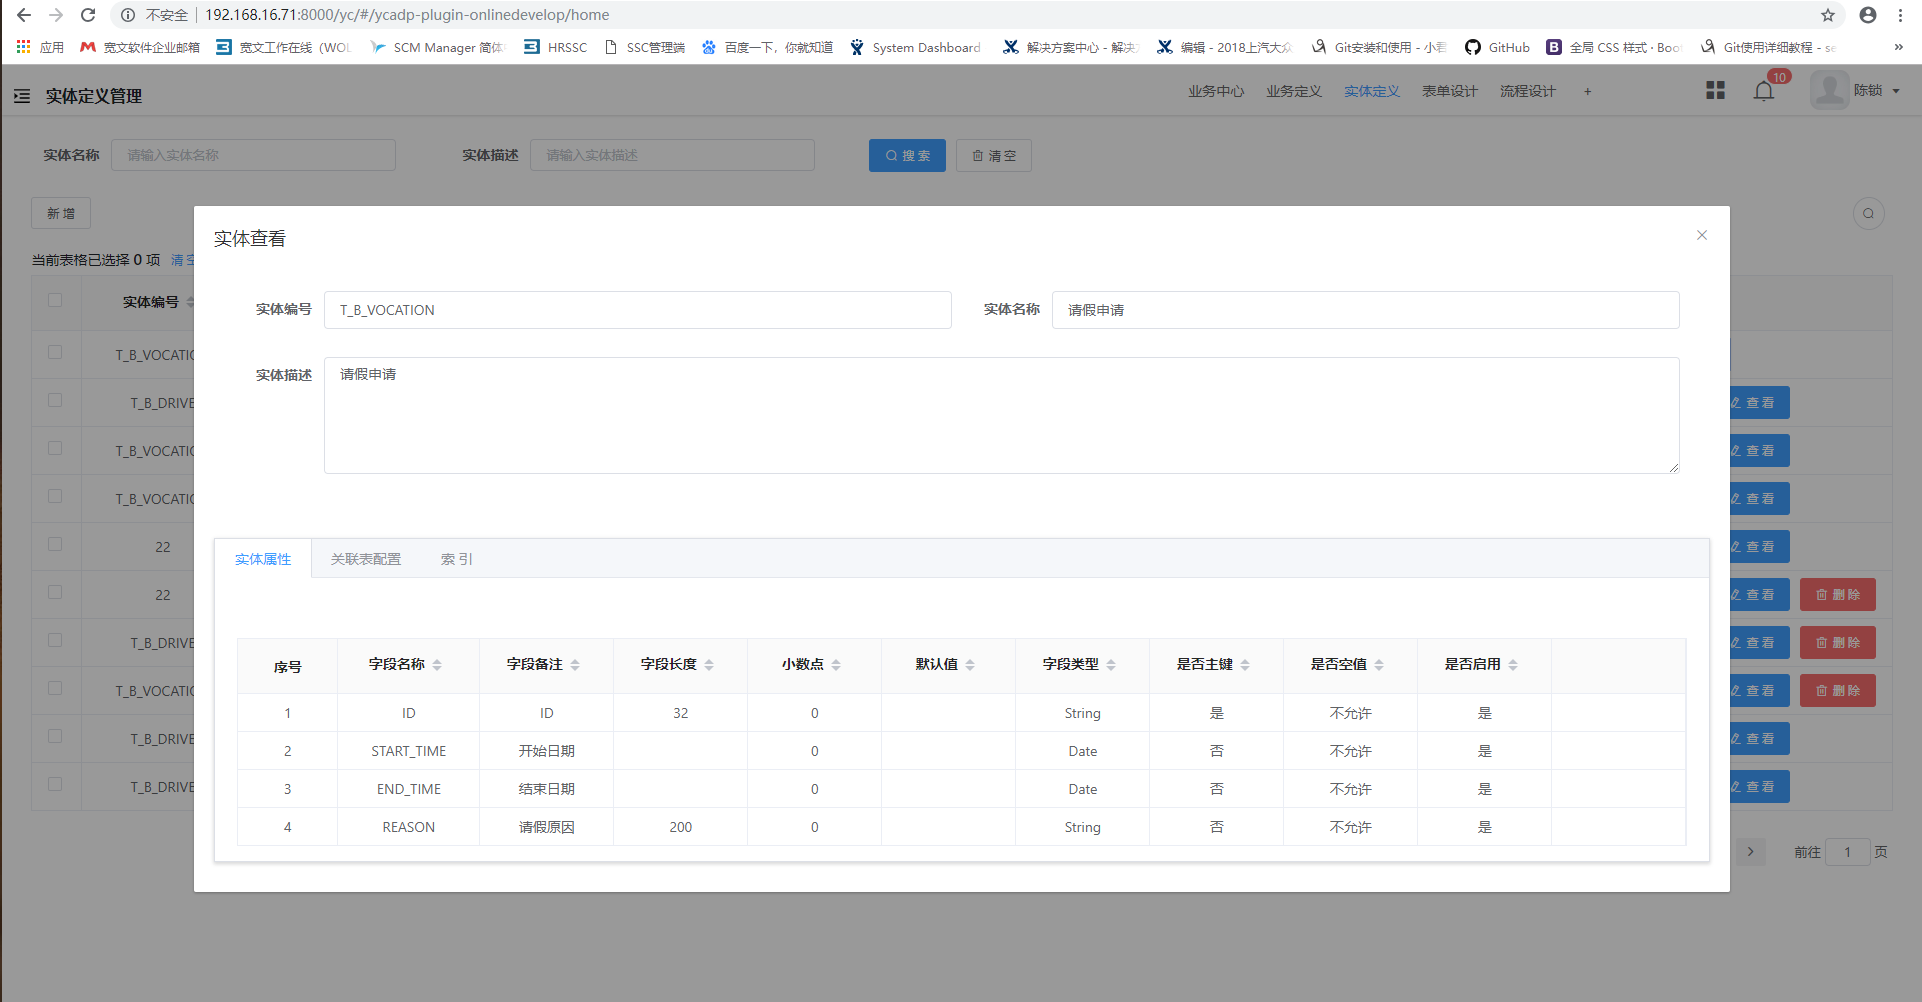 不安全 192.168.16.71:8000/yc/#/ycadp-plugin-onlinedevelop/home
应用 宽文软件企业邮箱 宽文工作在线（WOL SCM Manager 简体 HRSSC SSC管理端 百度一下，你就知道 System Dashboard 解决方案中心 - 解决 编辑 - 2018上汽大众 Git安装和使用 - 小君 GitHub 全局 CSS 样式 · Boot Git使用详细教程 - se »
实体定义管理 业务中心 业务定义 实体定义 表单设计 流程设计 + 10 陈锁
实体名称 请输入实体名称 实体描述 请输入实体描述 搜 索 清 空
新 增
实体查看
当前表格已选择 0 项 清空
实体编号
实体编号 T_B_VOCATION 实体名称 请假申请
T_B_VOCATIO
实体描述 请假申请
T_B_DRIVE 查 看
T_B_VOCATIO 查 看
T_B_VOCATIO 查 看
22 查 看
实体属性 关联表配置 索 引
22 查 看 删 除
T_B_DRIVE 查 看 删 除
序号 字段名称 字段备注 字段长度 小数点 默认值 字段类型 是否主键 是否空值 是否启用
T_B_VOCATIO 查 看 删 除
1 ID ID 32 0 String 是 不允许 是
T_B_DRIVE 查 看
2 START_TIME 开始日期 0 Date 否 不允许 是
T_B_DRIVE 查 看
3 END_TIME 结束日期 0 Date 否 不允许 是
4 REASON 请假原因 200 0 String 否 不允许 是
前往 1 页